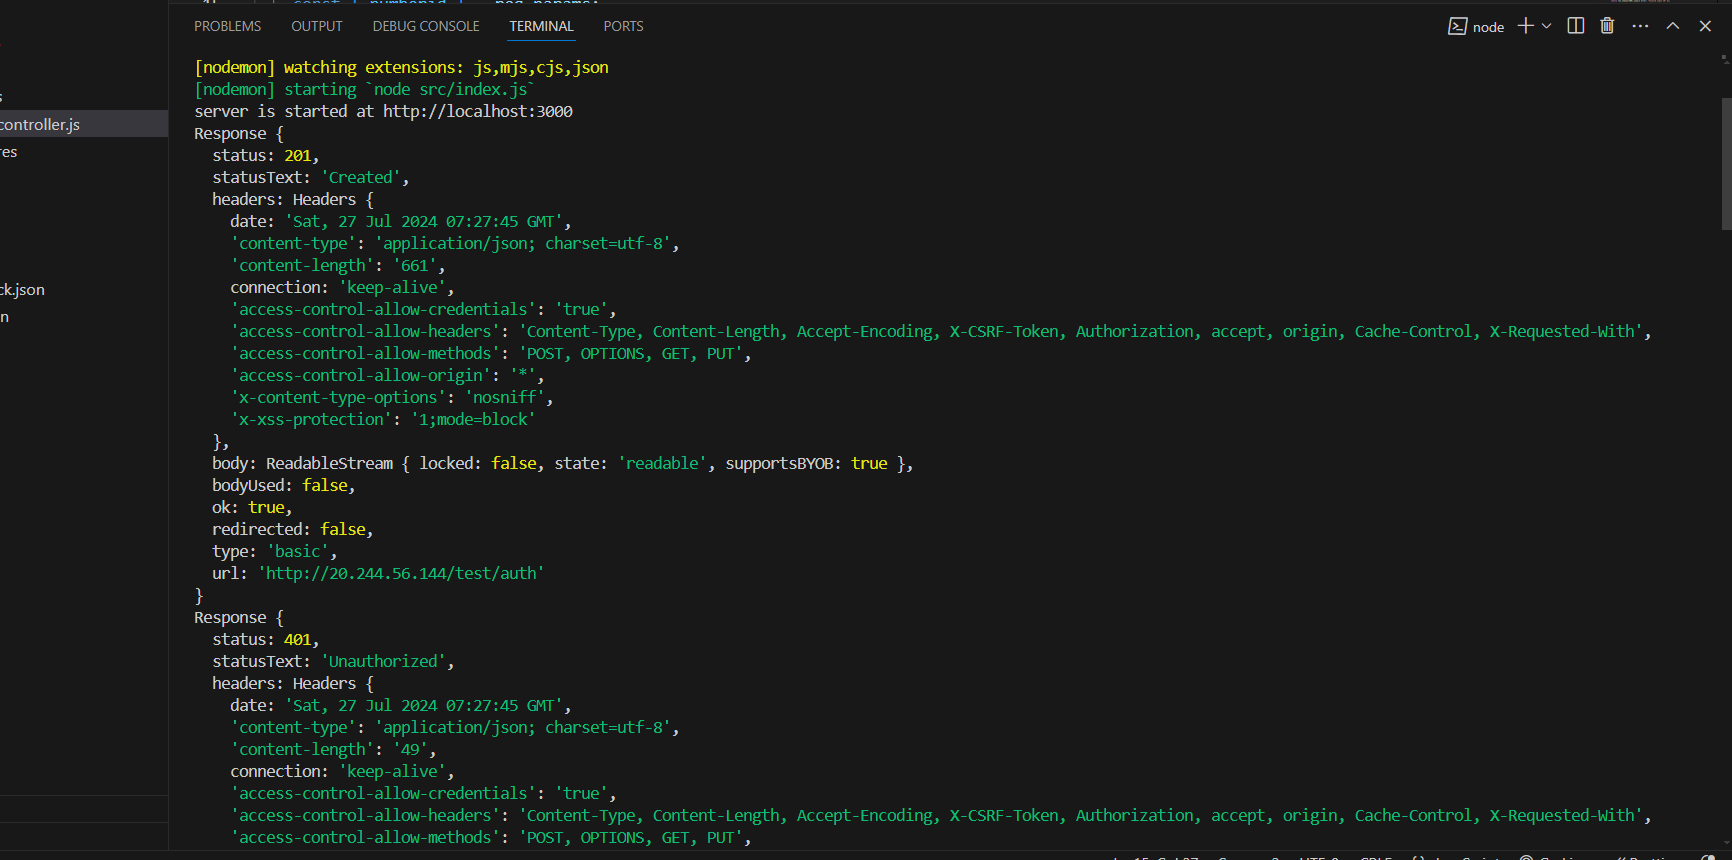 PROBLEMS OUTPUT DEBUG CONSOLE TERMINAL PORTS node
[nodemon] watching extensions: js,mjs,cjs,json
[nodemon] starting `node src/index.js`
server is started at http://localhost:3000
Response {
status: 201,
statusText: 'Created',
headers: Headers {
date: 'Sat, 27 Jul 2024 07:27:45 GMT',
'content-type': 'application/json; charset=utf-8',
'content-length': '661',
connection: 'keep-alive',
'access-control-allow-credentials': 'true',
'access-control-allow-headers': 'Content-Type, Content-Length, Accept-Encoding, X-CSRF-Token, Authorization, accept, origin, Cache-Control, X-Requested-With',
'access-control-allow-methods': 'POST, OPTIONS, GET, PUT',
'access-control-allow-origin': '*',
'x-content-type-options': 'nosniff',
'x-xss-protection': '1;mode=block'
},
body: ReadableStream { locked: false, state: 'readable', supportsBYOB: true },
bodyUsed: false,
ok: true,
redirected: false,
type: 'basic',
url: 'http://20.244.56.144/test/auth'
}
Response {
status: 401,
statusText: 'Unauthorized',
headers: Headers {
date: 'Sat, 27 Jul 2024 07:27:45 GMT',
'content-type': 'application/json; charset=utf-8',
'content-length': '49',
connection: 'keep-alive',
'access-control-allow-credentials': 'true',
'access-control-allow-headers': 'Content-Type, Content-Length, Accept-Encoding, X-CSRF-Token, Authorization, accept, origin, Cache-Control, X-Requested-With',
'access-control-allow-methods': 'POST, OPTIONS, GET, PUT',
s
controller.js
res
ck.json
n